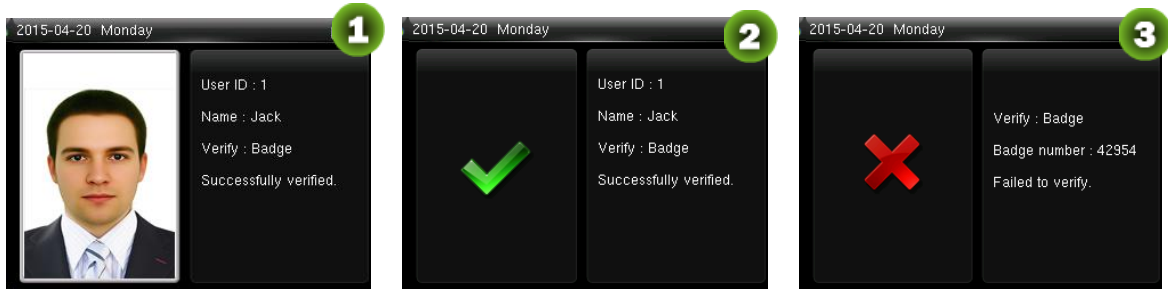 2015-04-20 Monday
1
User ID : 1
Name : Jack
Verify : Badge
Successfully verified.
2015-04-20 Monday
2
User ID : 1
Name : Jack
Verify : Badge
Successfully verified.
2015-04-20 Monday
3
Verify : Badge
Badge number : 42954
Failed to verify.